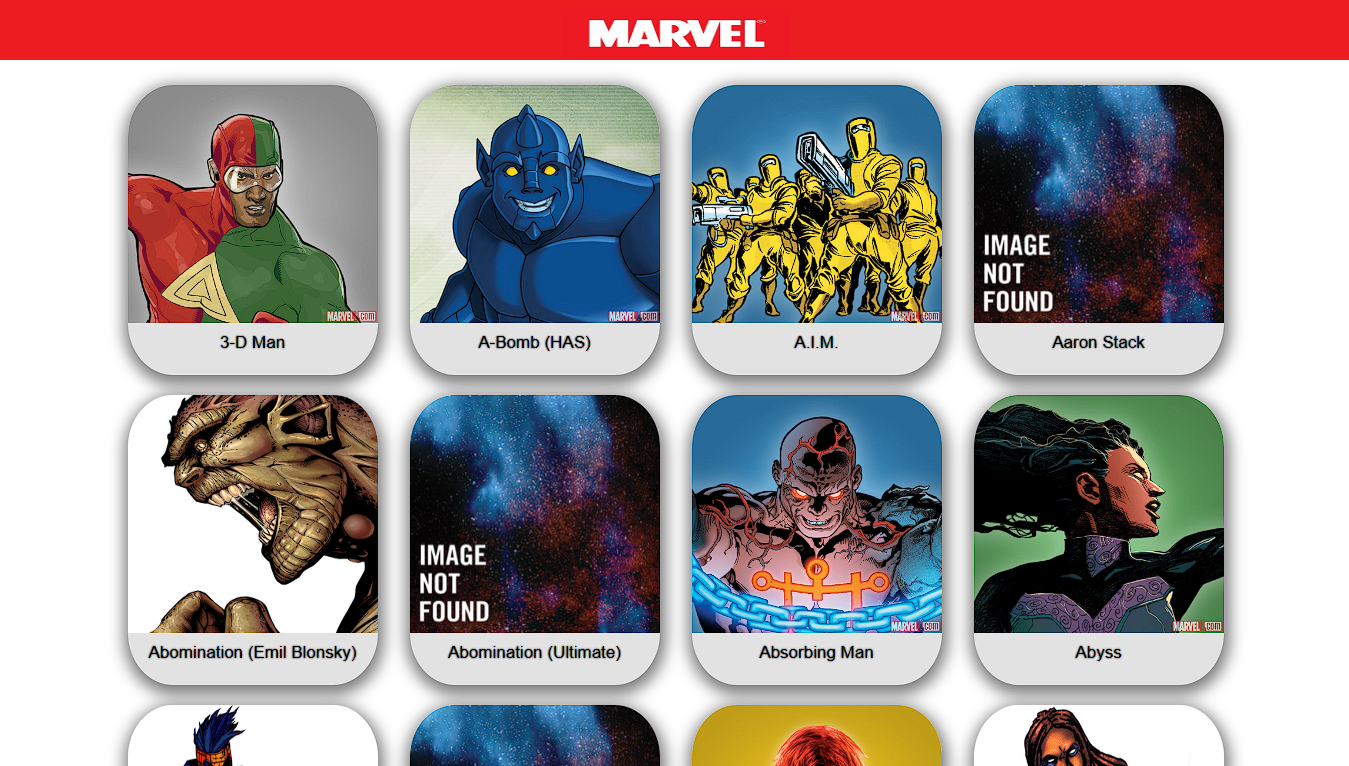 MARVEL
MARVEL.com
MARVEL.com
MARVEL.com
IMAGE
NOT
FOUND
3-D Man
A-Bomb (HAS)
A.I.M.
Aaron Stack
IMAGE
NOT
FOUND
MARVEL.com
MARVEL.com
Abomination (Emil Blonsky)
Abomination (Ultimate)
Absorbing Man
Abyss